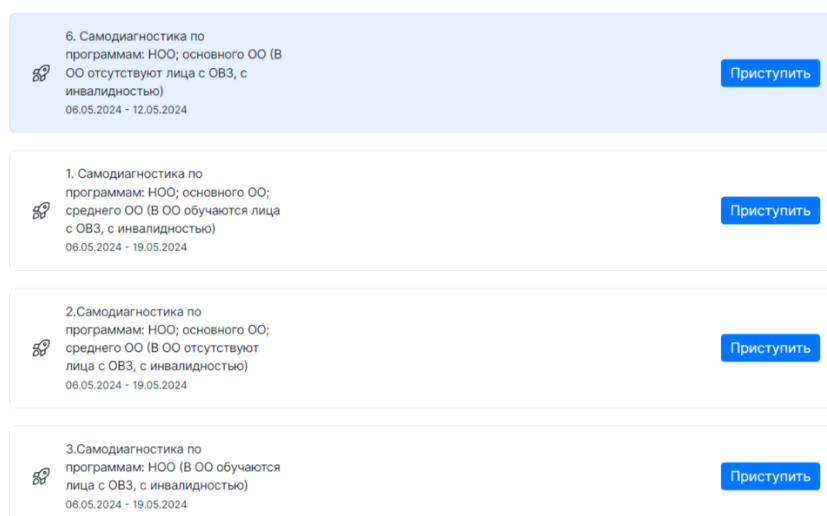 6. Самодиагностика по
программам: НОО; основного ОО (В
ОО отсутствуют лица с ОВЗ, с
инвалидностью)
06.05.2024 - 12.05.2024
Приступить
1. Самодиагностика по
программам: НОО; основного ОО;
среднего ОО (В ОО обучаются лица
с ОВЗ, с инвалидностью)
06.05.2024 - 19.05.2024
Приступить
2.Самодиагностика по
программам: НОО; основного ОО;
среднего ОО (В ОО отсутствуют
лица с ОВЗ, с инвалидностью)
06.05.2024 - 19.05.2024
Приступить
3.Самодиагностика по
программам: НОО (В ОО обучаются
лица с ОВЗ, с инвалидностью)
06.05.2024 - 19.05.2024
Приступить